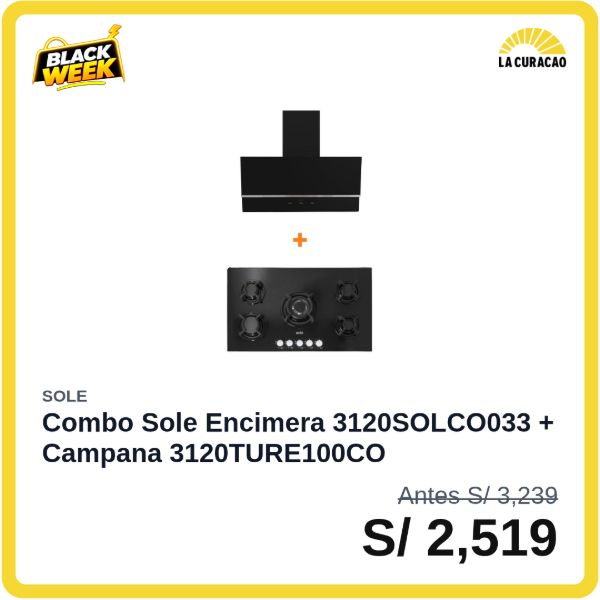 BLACK
WEEK
LA CURACAO
SOLE
Combo Sole Encimera 3120SOLCO033 +
Campana 3120TURE100CO
Antes S/ 3,239
S/ 2,519